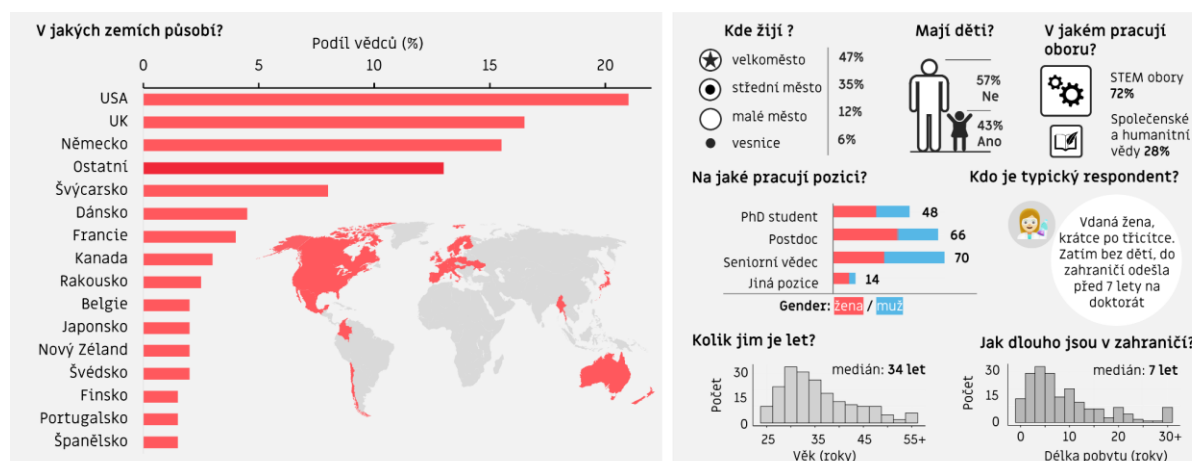 V jakých zemích působí?
Podíl vědců (%)
0 5 10 15 20
USA
UK
Německo
Ostatní
Švýcarsko
Dánsko
Francie
Kanada
Rakousko
Belgie
Japonsko
Nový Zéland
Švédsko
Finsko
Portugalsko
Španělsko
Kde žijí ?
velkoměsto 47%
střední město 35%
malé město 12%
vesnice 6%
Mají děti?
57%
Ne
43%
Ano
V jakém pracují
oboru?
STEM obory
72%
Společenské
a humanitní
vědy 28%
Na jaké pracují pozici?
PhD student 48
Postdoc 66
Seniorní vědec 70
Jiná pozice 14
Gender: žena / muž
Kdo je typický respondent?
Vdaná žena,
krátce po třicítce.
Zatím bez dětí, do
zahraničí odešla
před 7 lety na
doktorát
Kolik jim je let?
medián: 34 let
Počet
30
15
0
25 35 45 55+
Věk (roky)
Jak dlouho jsou v zahraničí?
medián: 7 let
Počet
30
15
0
0 10 20 30+
Délka pobytu (roky)